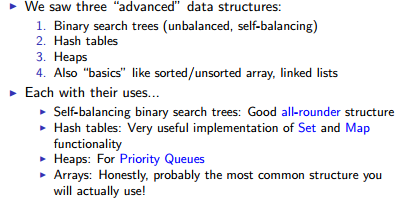 ▶ We saw three “advanced” data structures:
1. Binary search trees (unbalanced, self-balancing)
2. Hash tables
3. Heaps
4. Also “basics” like sorted/unsorted array, linked lists
▶ Each with their uses...
▶ Self-balancing binary search trees: Good all-rounder structure
▶ Hash tables: Very useful implementation of Set and Map
functionality
▶ Heaps: For Priority Queues
▶ Arrays: Honestly, probably the most common structure you
will actually use!